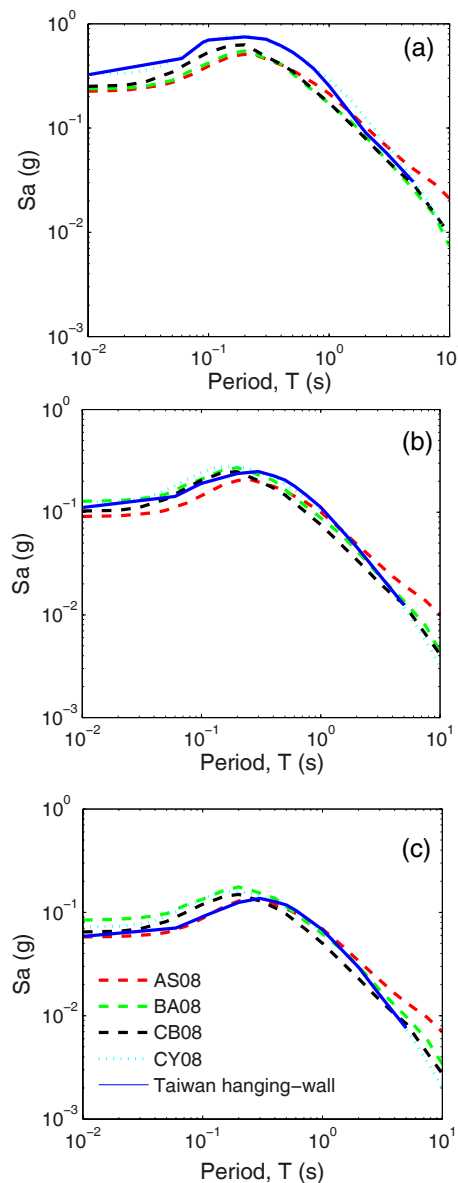 (a)
10^0
10^−1
10^−2
10^−3
Sa (g)
10^−2 10^−1 10^0 10^1
Period, T (s)
(b)
10^0
10^−1
10^−2
10^−3
Sa (g)
10^−2 10^−1 10^0 10^1
Period, T (s)
(c)
10^0
10^−1
10^−2
10^−3
Sa (g)
AS08
BA08
CB08
CY08
Taiwan hanging−wall
10^−2 10^−1 10^0 10^1
Period, T (s)